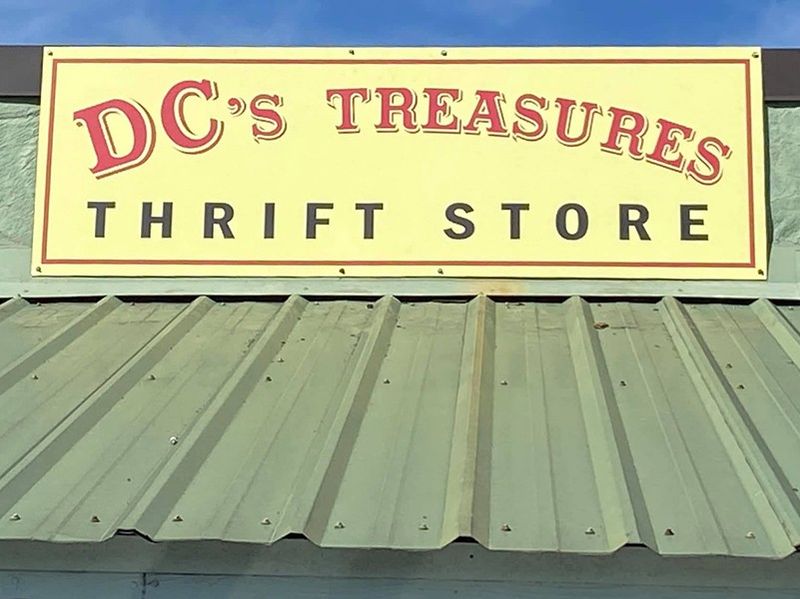 DC's TREASURES
THRIFT STORE